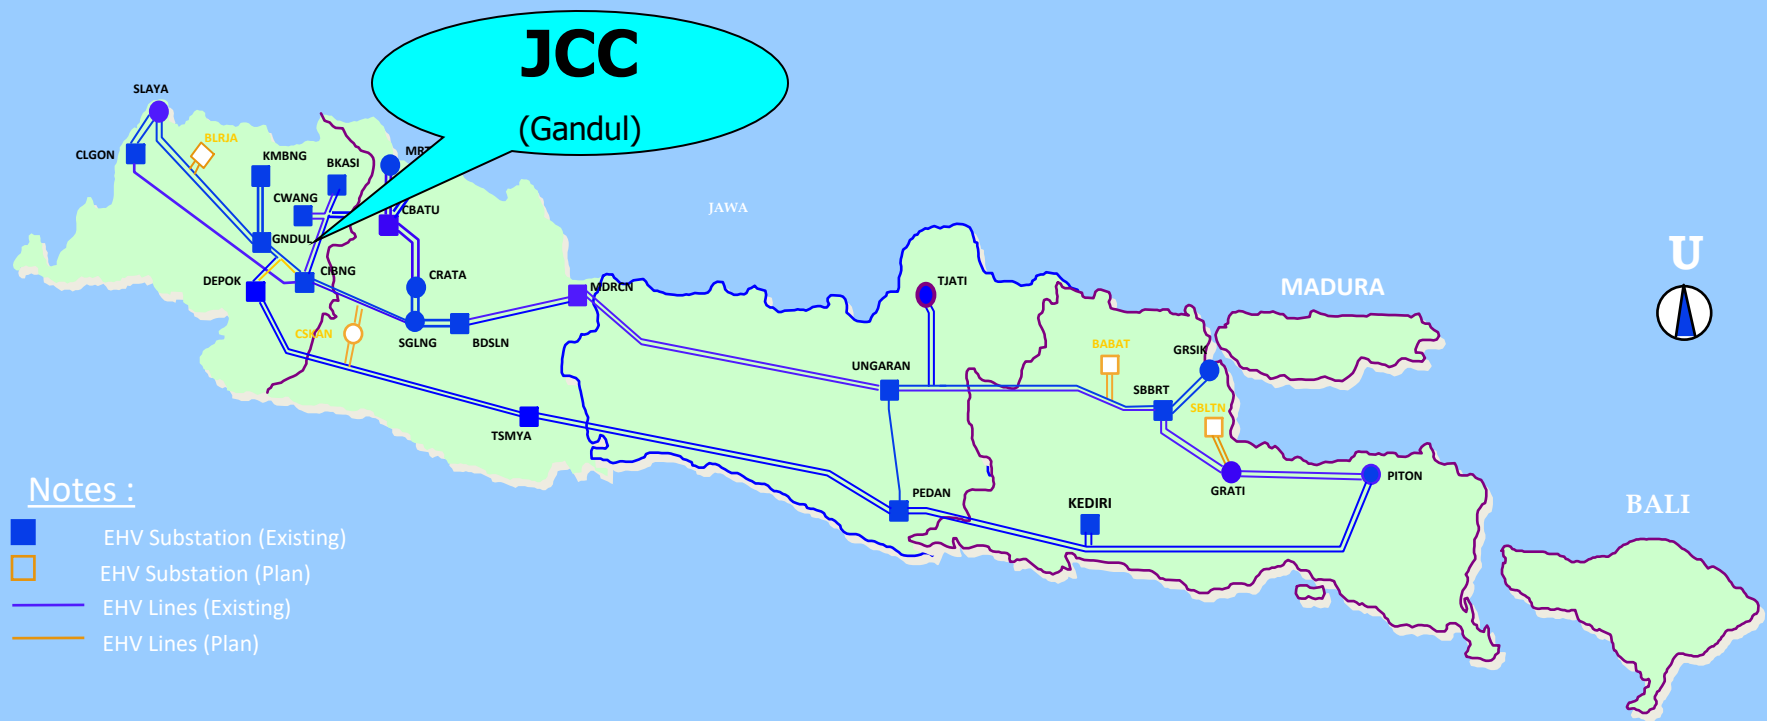 JCC
(Gandul)
SLAYA
BLRJA
CLGON
KMBNG
BKASI
CWANG
CBATU
GNDUL
CIBNG
DEPOK
CRATA
CSKAN
SGLNG
BDSLN
MDRCN
TSMYA
JAWA
TJATI
UNGARAN
PEDAN
BABAT
GRSIK
SBBRT
SBLTN
GRATI
KEDIRI
PITON
MADURA
U
BALI
Notes :
EHV Substation (Existing)
EHV Substation (Plan)
EHV Lines (Existing)
EHV Lines (Plan)